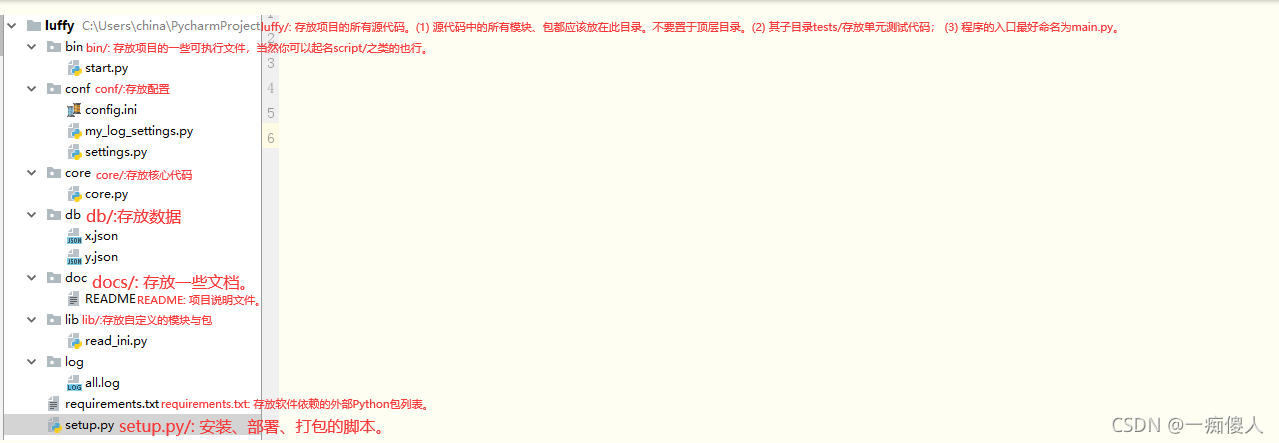 luffy C:\Users\china\PycharmProject luffy/: 存放项目的所有源代码。(1) 源代码中的所有模块、包都应该放在此目录。不要置于顶层目录。(2) 其子目录tests/存放单元测试代码； (3) 程序的入口最好命名为main.py。
bin bin/: 存放项目的一些可执行文件，当然你可以起名script/之类的也行。
start.py 3
conf conf/:存放配置 4
config.ini 5
my_log_settings.py 6
settings.py
core core/:存放核心代码
core.py
db db/:存放数据
x.json
y.json
doc docs/: 存放一些文档。
README README: 项目说明文件。
lib lib/:存放自定义的模块与包
read_ini.py
log
all.log
requirements.txt requirements.txt: 存放软件依赖的外部Python包列表。
setup.py setup.py/: 安装、部署、打包的脚本。
CSDN @一痴傻人